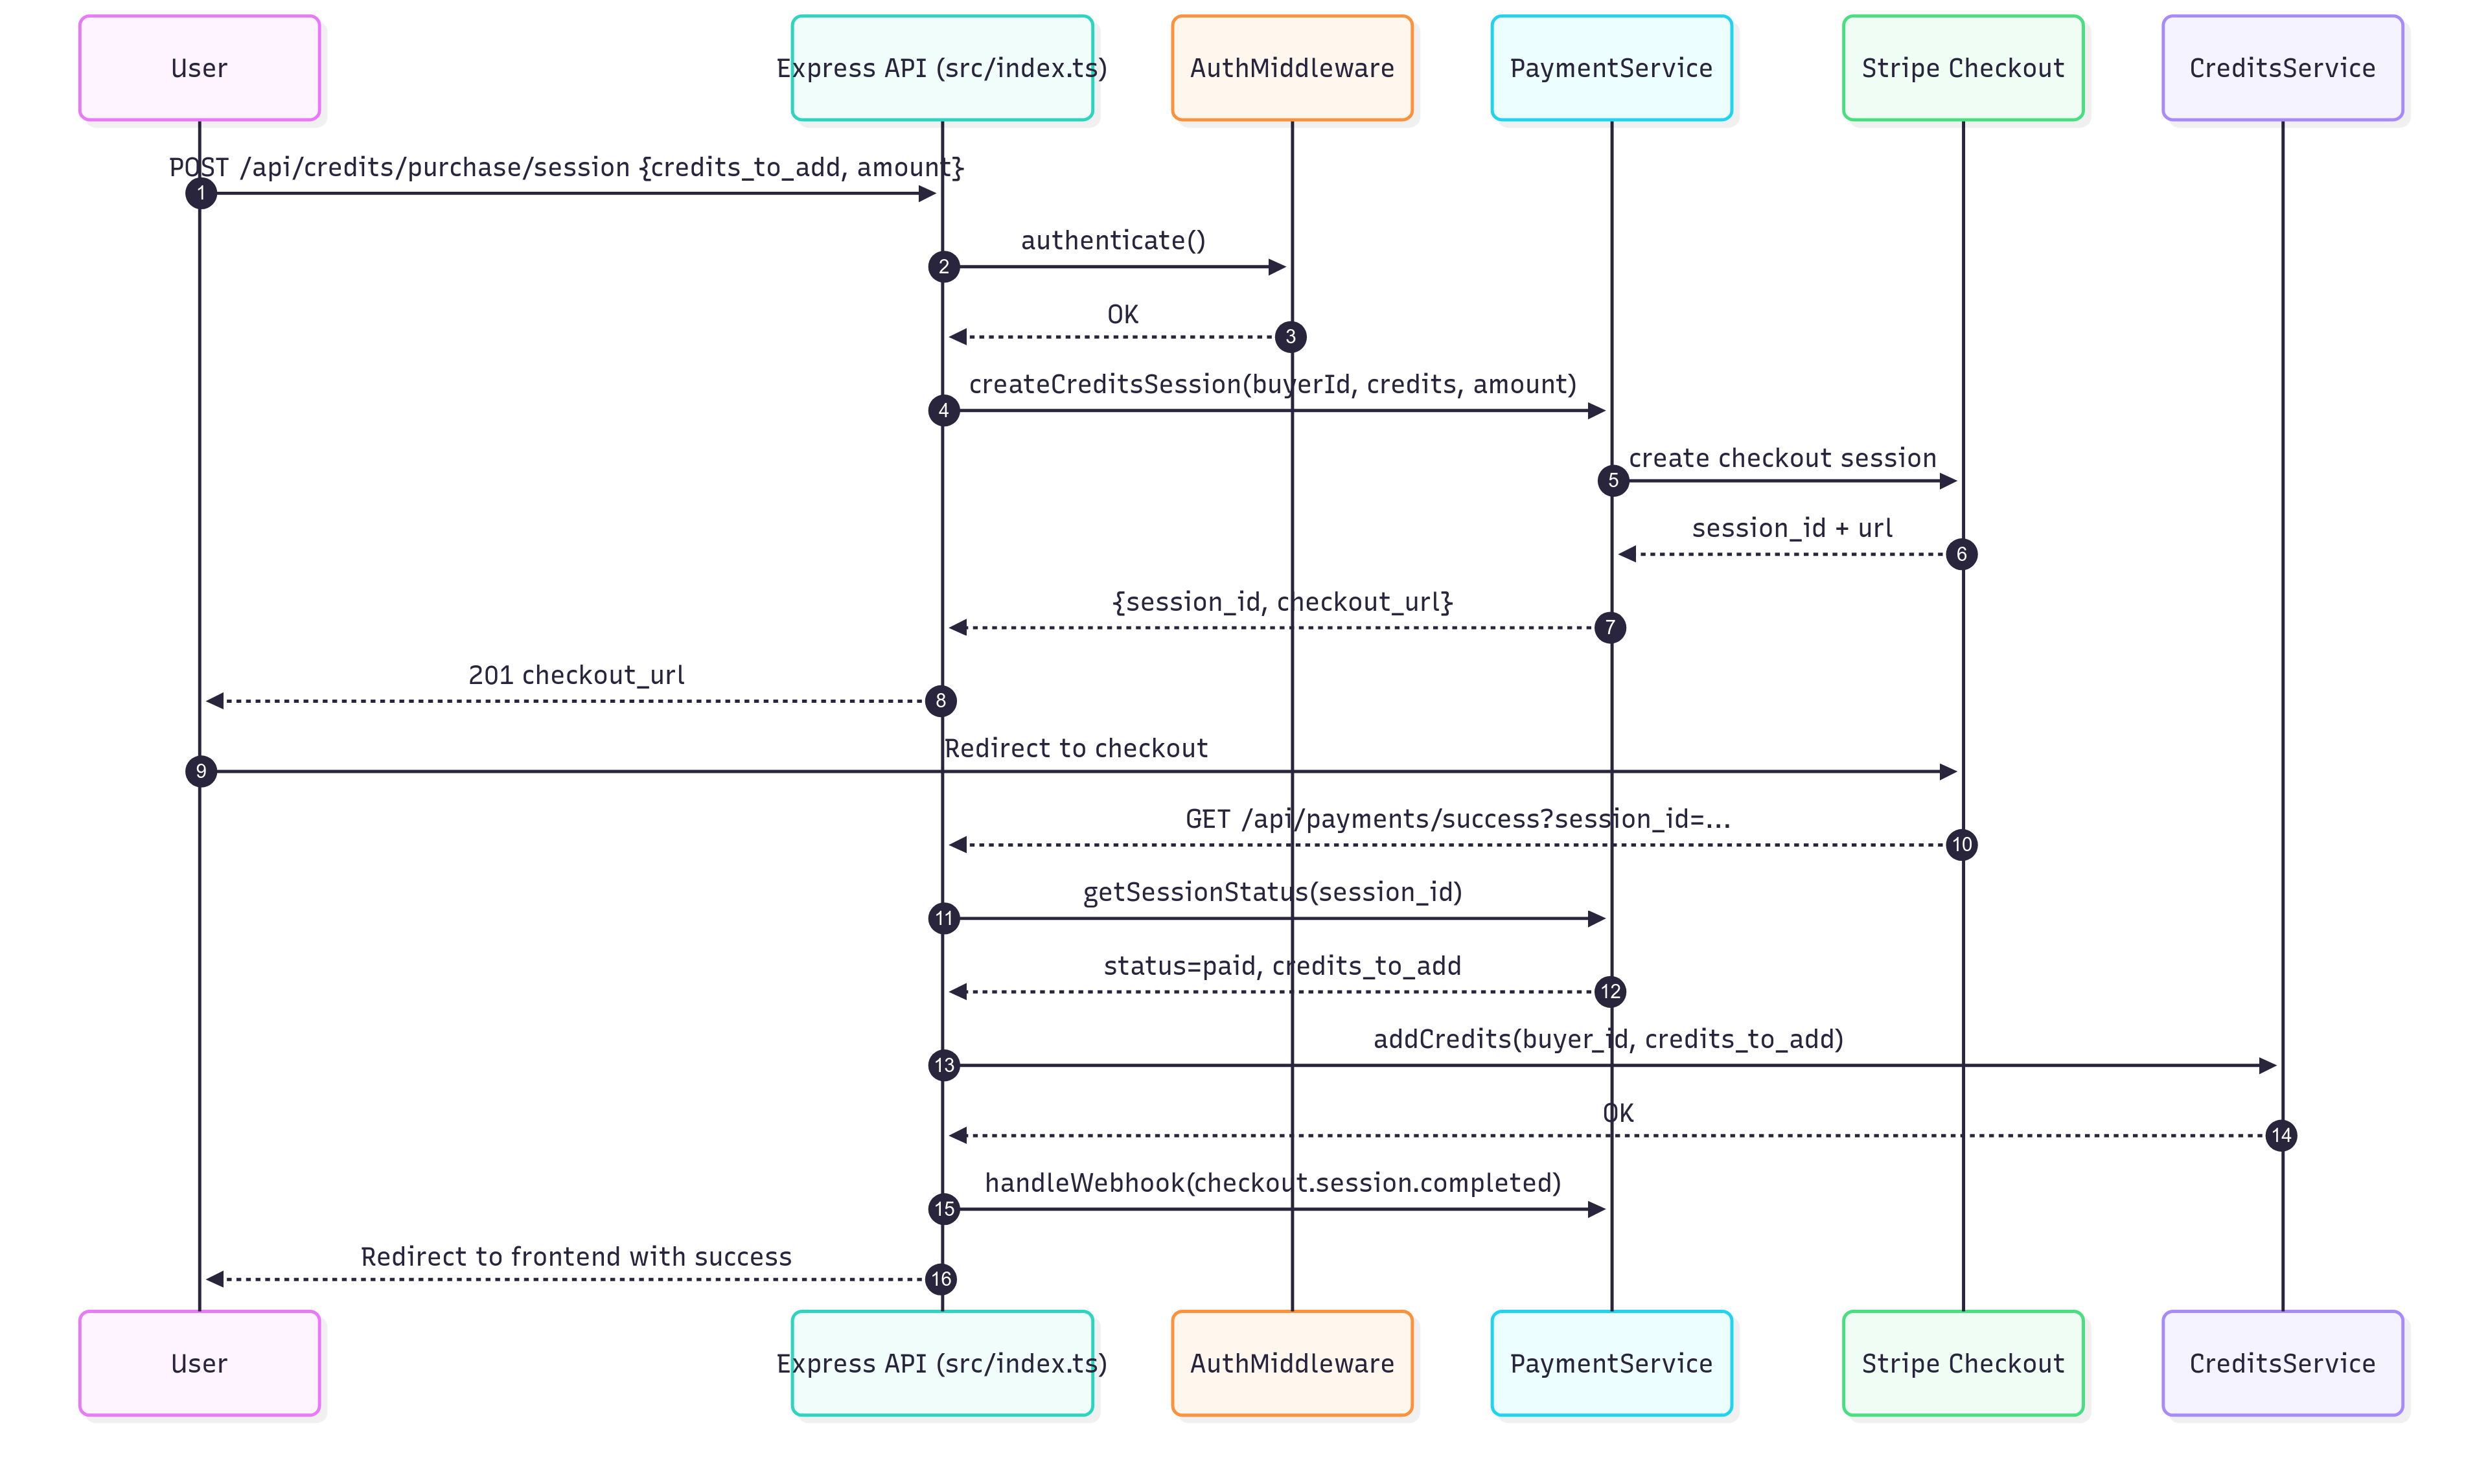 User
Express API (src/index.ts)
AuthMiddleware
PaymentService
Stripe Checkout
CreditsService
POST /api/credits/purchase/session {credits_to_add, amount}
1
authenticate()
2
OK
3
createCreditsSession(buyerId, credits, amount)
4
create checkout session
5
session_id + url
6
{session_id, checkout_url}
7
201 checkout_url
8
Redirect to checkout
9
GET /api/payments/success?session_id=...
10
getSessionStatus(session_id)
11
status=paid, credits_to_add
12
addCredits(buyer_id, credits_to_add)
13
OK
14
handleWebhook(checkout.session.completed)
15
Redirect to frontend with success
16
User
Express API (src/index.ts)
AuthMiddleware
PaymentService
Stripe Checkout
CreditsService